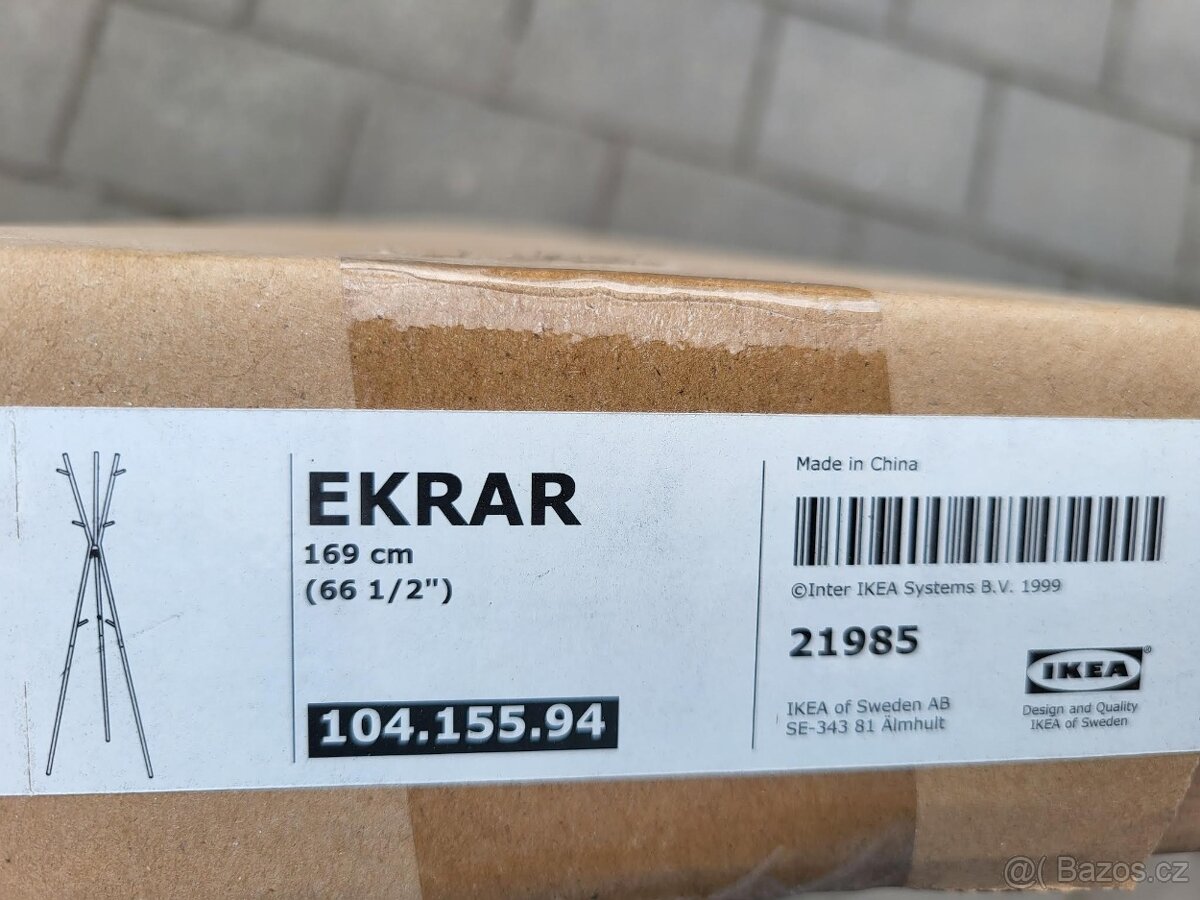 EKRAR
169 cm
(66 1/2")
104.155.94
Made in China
©Inter IKEA Systems B.V. 1999
21985
IKEA of Sweden AB
SE-343 81 Älmhult
IKEA®
Design and Quality
IKEA of Sweden
@( Bazos.cz